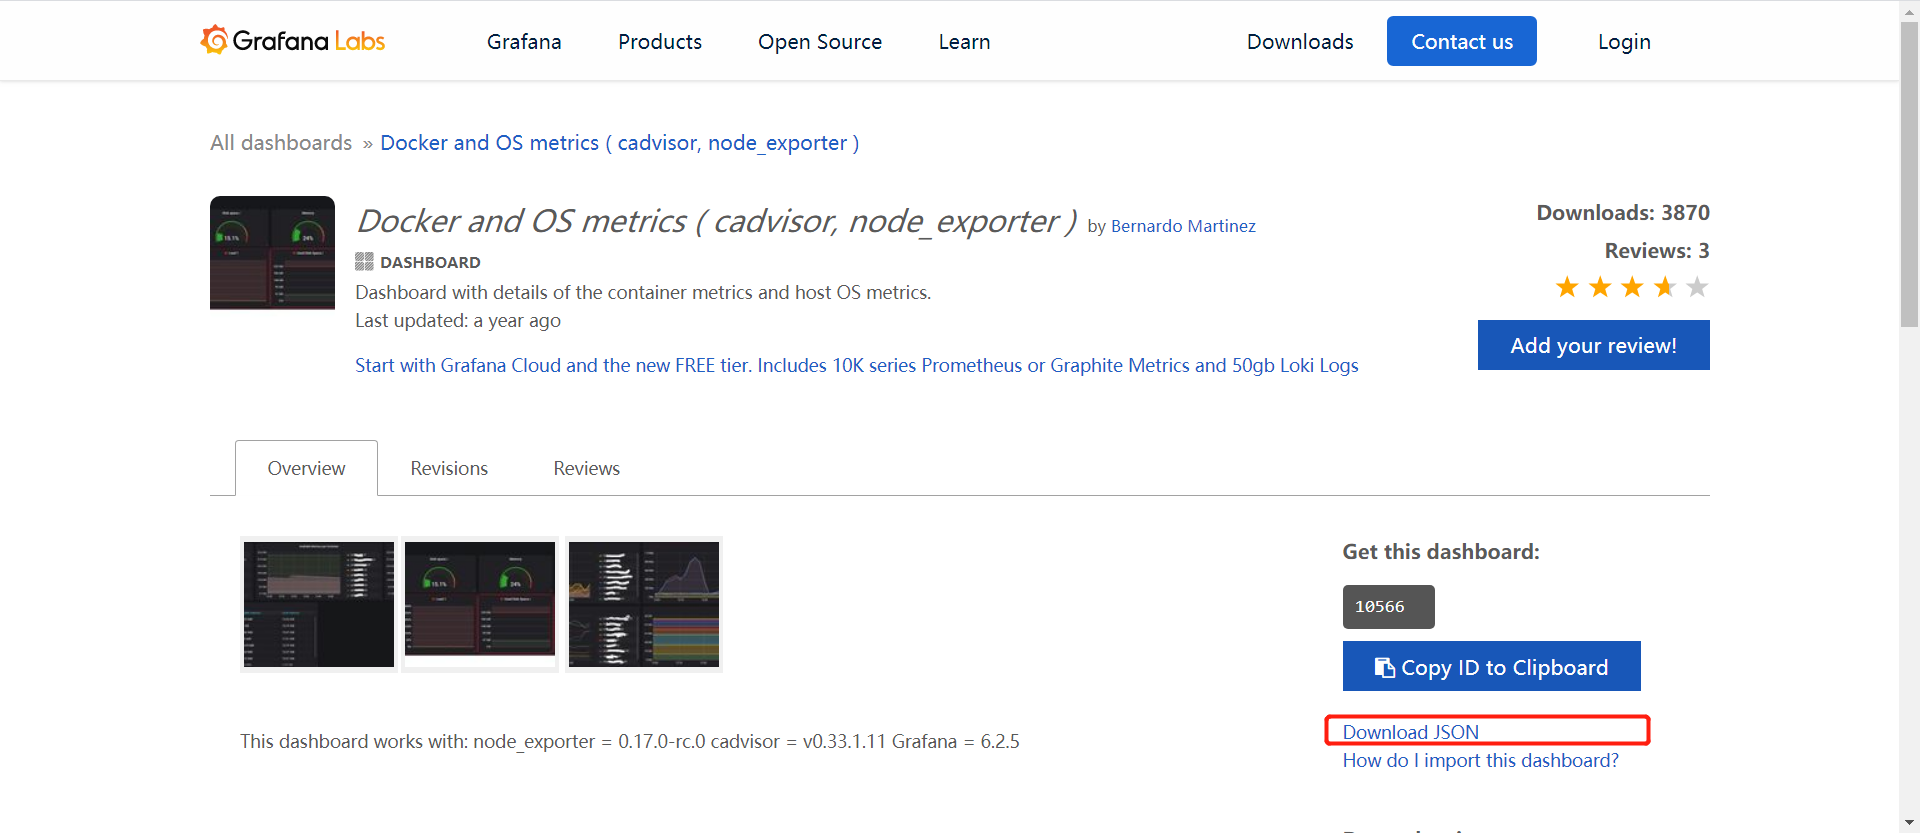 Grafana Labs Grafana Products Open Source Learn Downloads Contact us Login
All dashboards » Docker and OS metrics ( cadvisor, node_exporter )
Docker and OS metrics ( cadvisor, node_exporter ) by Bernardo Martinez
DASHBOARD
Dashboard with details of the container metrics and host OS metrics.
Last updated: a year ago
Start with Grafana Cloud and the new FREE tier. Includes 10K series Prometheus or Graphite Metrics and 50gb Loki Logs
Downloads: 3870
Reviews: 3
Add your review!
Overview Revisions Reviews
15.1% 24%
Get this dashboard:
10566
Copy ID to Clipboard
Download JSON
How do I import this dashboard?
This dashboard works with: node_exporter = 0.17.0-rc.0 cadvisor = v0.33.1.11 Grafana = 6.2.5